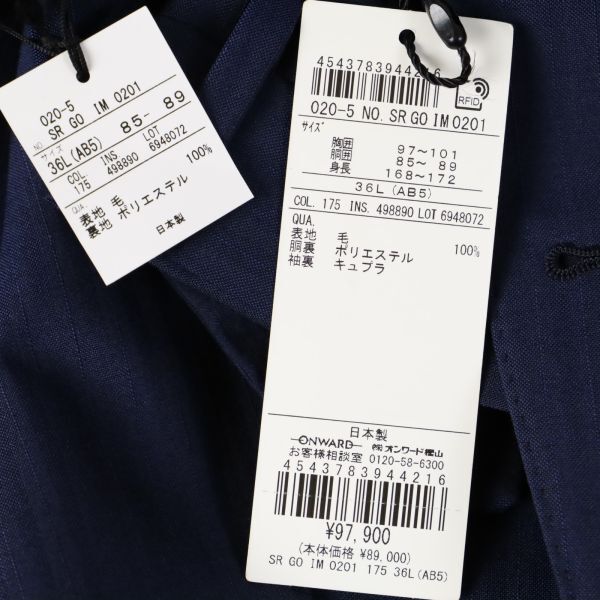 020-5
NO. SR GO IM 0201
サイズ 85- 89
36L(AB5)
COL. INS. LOT
175 498890 6948072
QUA.
表地 毛 100%
裏地 ポリエステル
日本製
4543783944216
RFID
020-5 NO. SR GO IM 0201
サイズ
胸囲 97~101
胴囲 85~ 89
身長 168~172
36L(AB5)
COL. 175 INS. 498890 LOT 6948072
QUA.
表地 毛 100%
胴裏 ポリエステル
袖裏 キュプラ
日本製
ONWARD ㈱オンワード樫山
お客様相談室 0120-58-6300
4543783944216
¥97,900
(本体価格 ¥89,000)
SR GO IM 0201 175 36L(AB5)